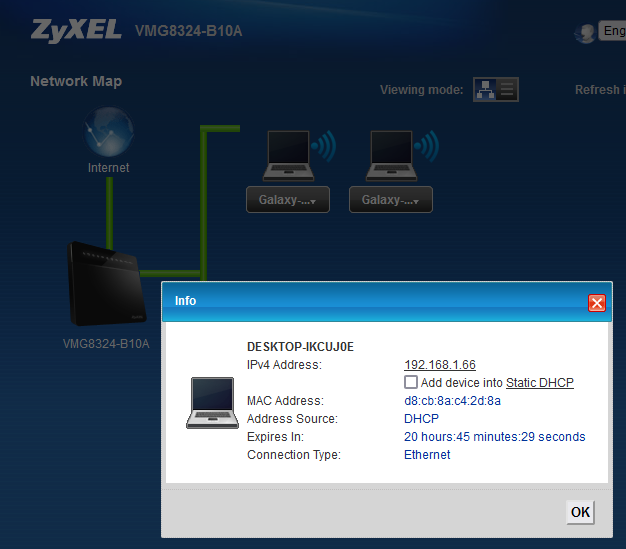 ZyXEL VMG8324-B10A
Eng
Network Map
Viewing mode:
Refresh i
Internet
Galaxy-...
Galaxy-...
VMG8324-B10A
Info
DESKTOP-IKCUJ0E
IPv4 Address: 192.168.1.66
Add device into Static DHCP
MAC Address: d8:cb:8a:c4:2d:8a
Address Source: DHCP
Expires In: 20 hours:45 minutes:29 seconds
Connection Type: Ethernet
OK